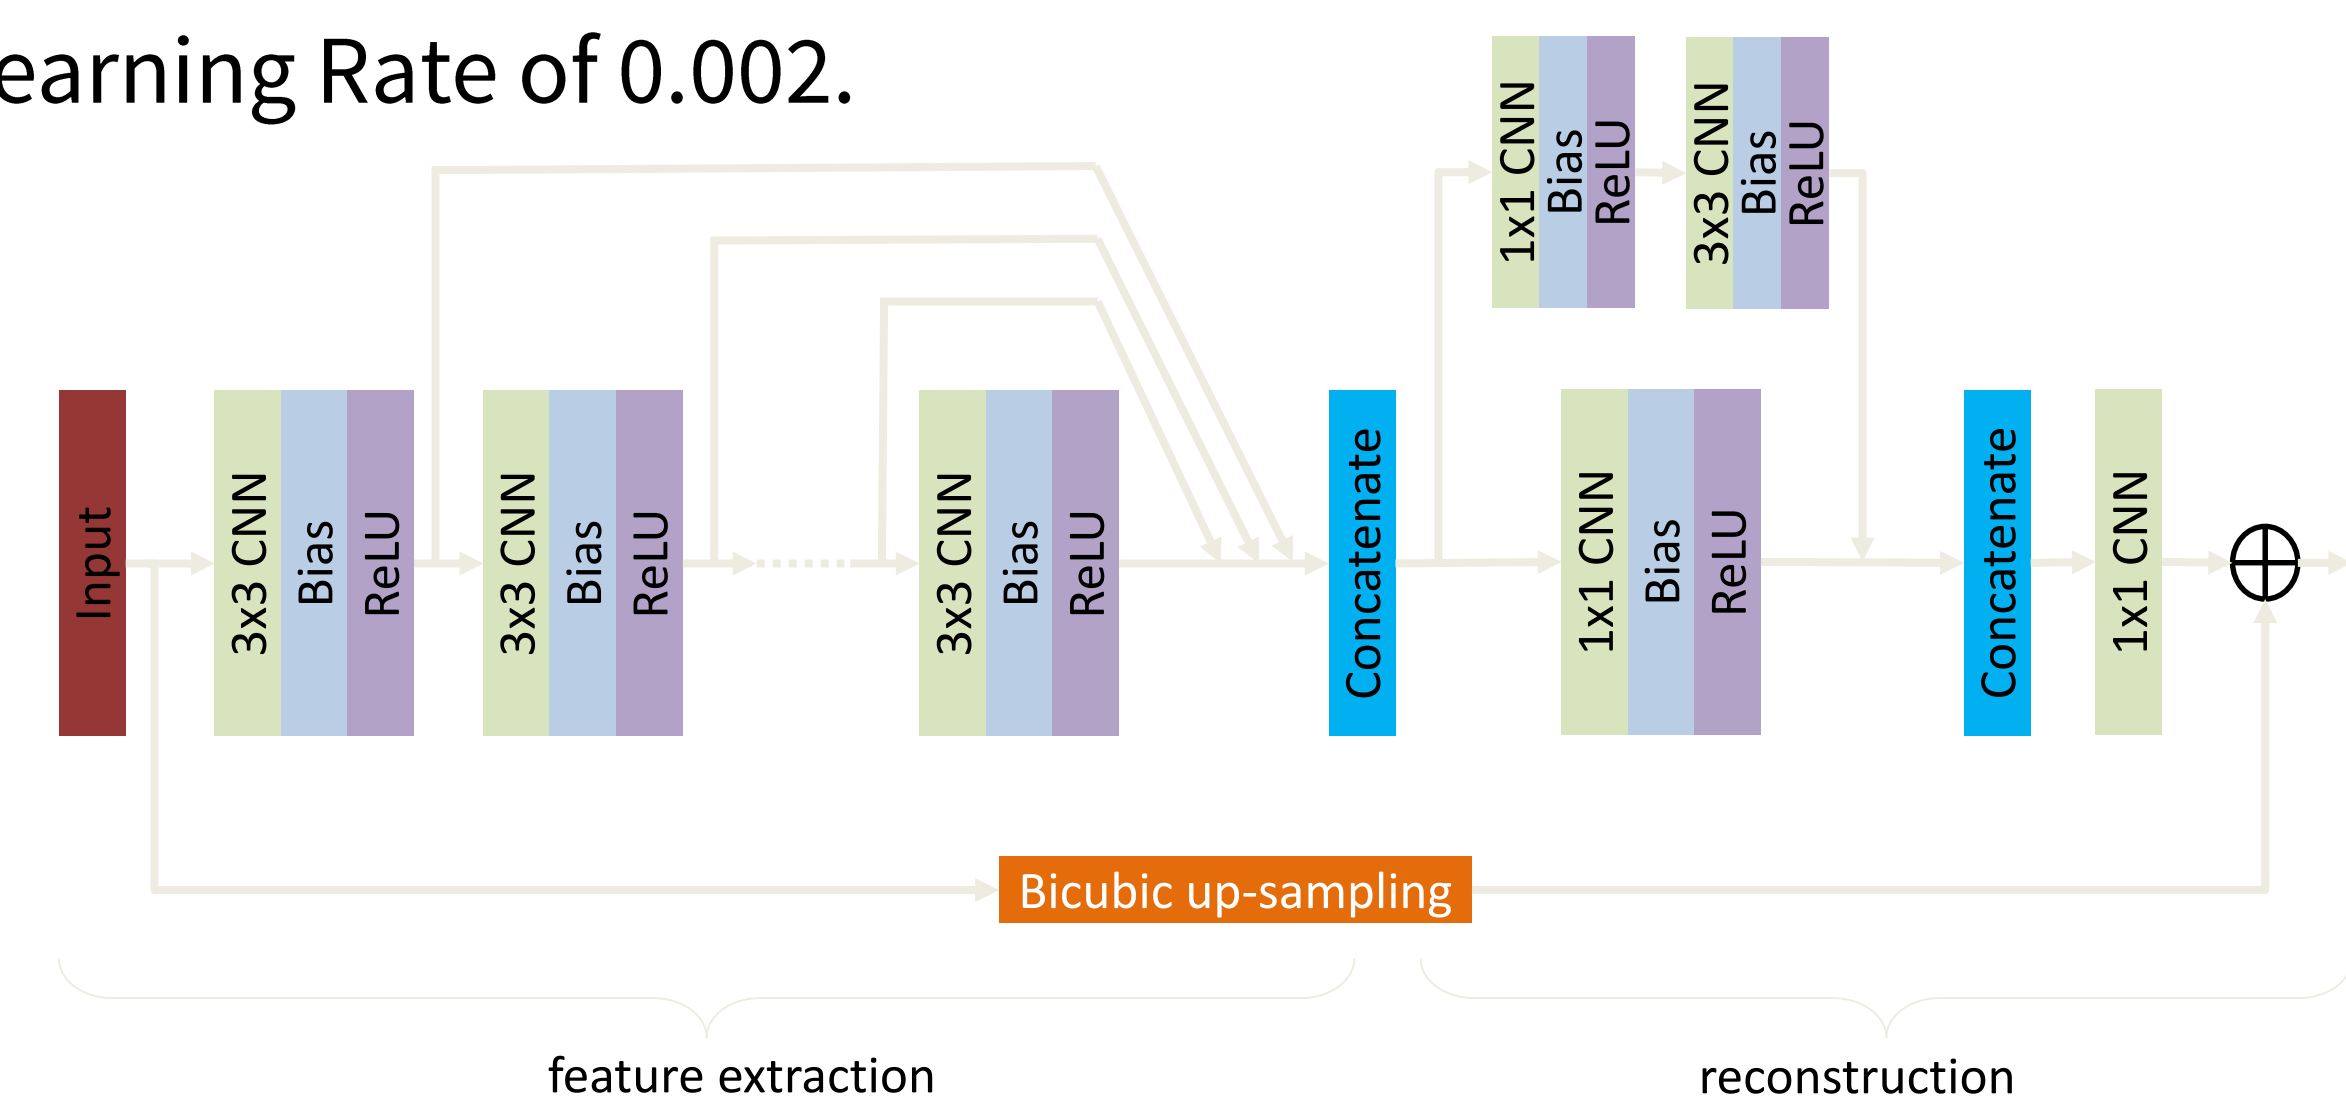 earning Rate of 0.002.
1x1 CNN
Bias
ReLU
3x3 CNN
Bias
ReLU
Input
3x3 CNN
Bias
ReLU
3x3 CNN
Bias
ReLU
3x3 CNN
Bias
ReLU
Concatenate
1x1 CNN
Bias
ReLU
Concatenate
1x1 CNN
Bicubic up-sampling
feature extraction
reconstruction